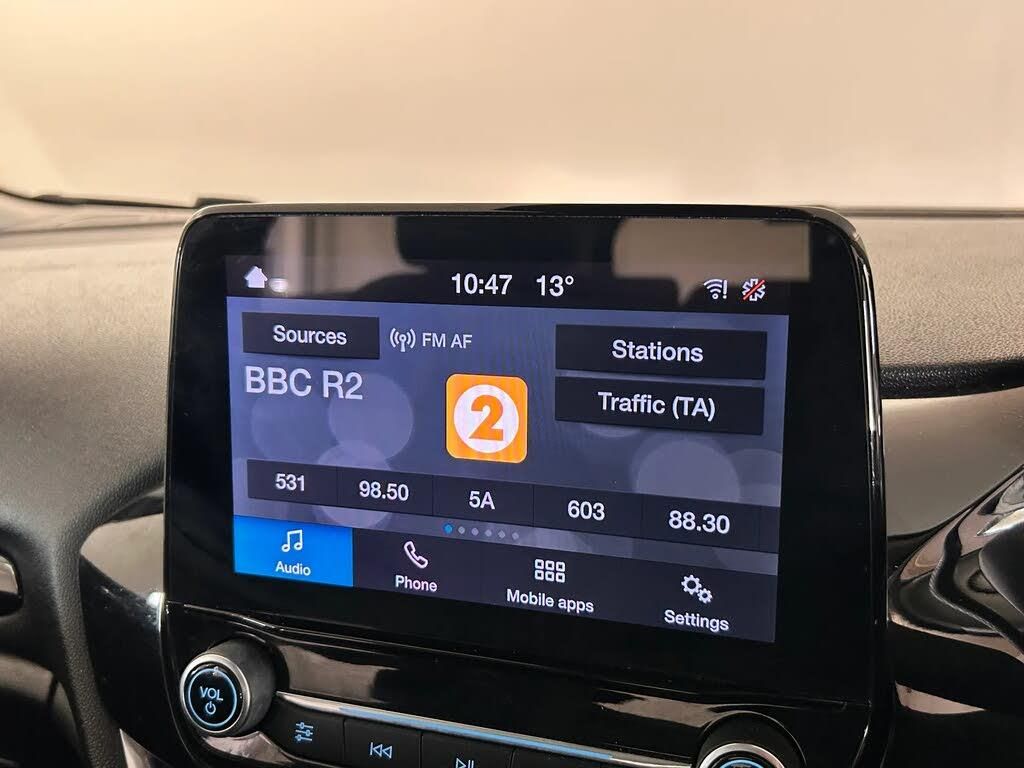 10:47 13°
Sources FM AF Stations
BBC R2
2
Traffic (TA)
531 98.50 5A 603 88.30
Audio Phone Mobile apps Settings
VOL